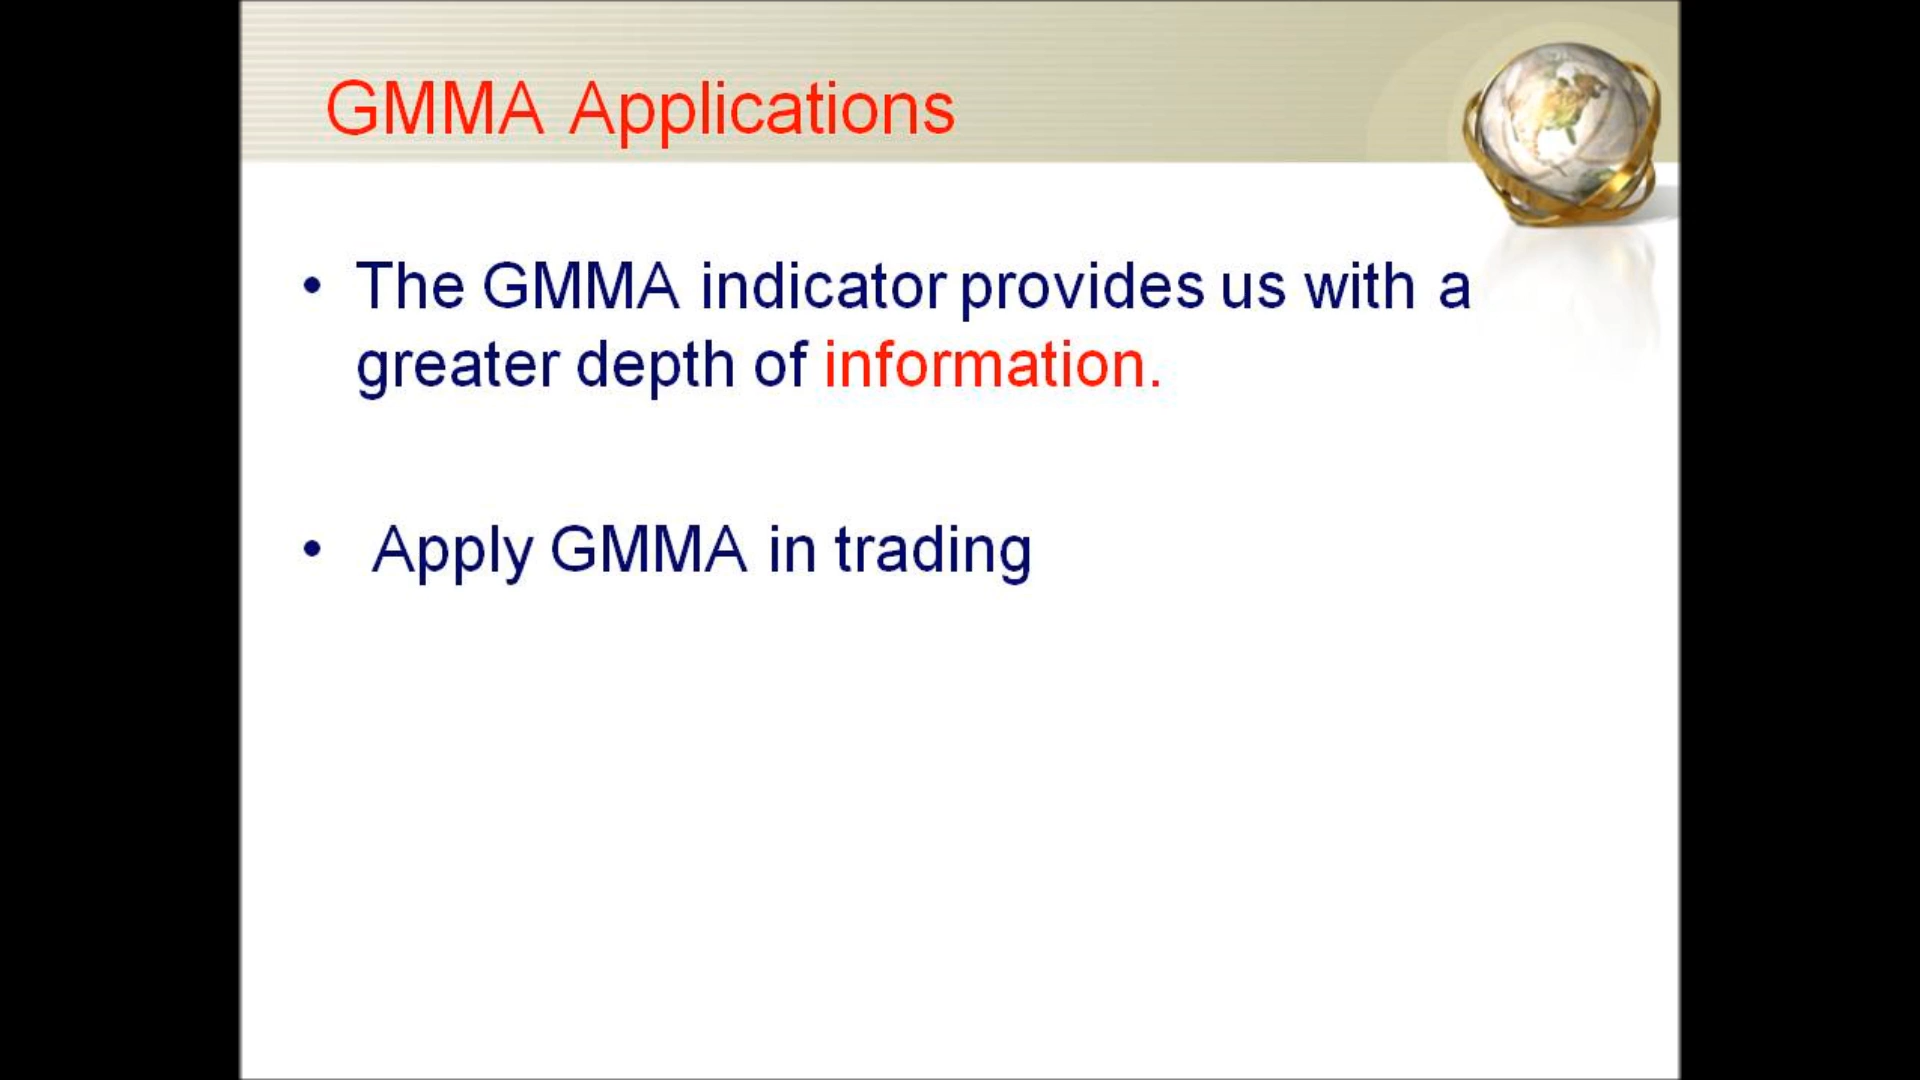 GMMA Applications
• The GMMA indicator provides us with a
greater depth of information.
• Apply GMMA in trading